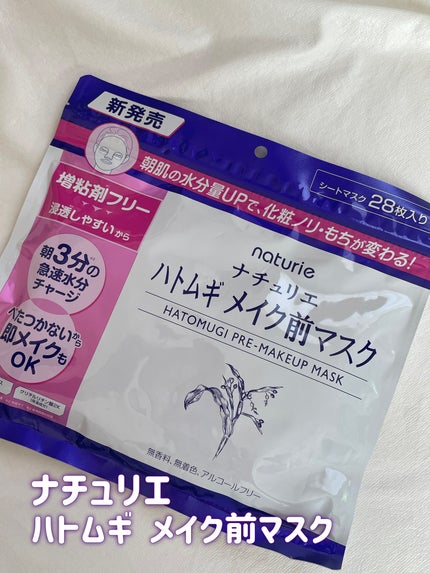 新発売
朝肌の水分量UPで、化粧ノリ・もちが変わる!
シートマスク 28枚入り
増粘剤フリー
浸透しやすいから
朝3分の
急速水分
チャージ
べたつかないから
即メイクも
OK
naturie
ナチュリエ
ハトムギ メイク前マスク
HATOMUGI PRE-MAKEUP MASK
無香料、無着色、アルコールフリー
ナチュリエ
ハトムギ メイク前マスク